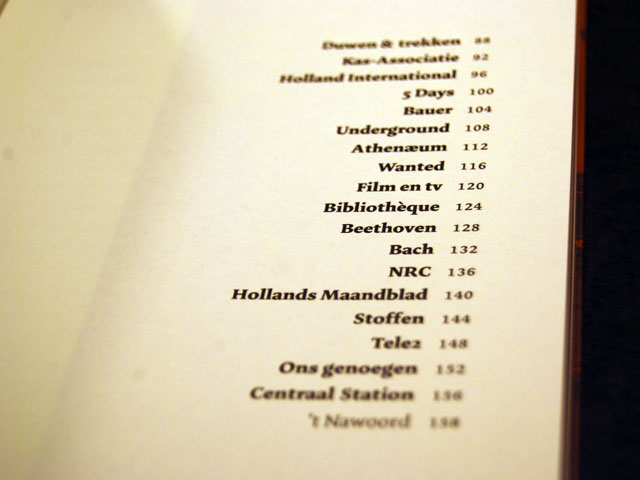 Duwen & trekken 88
Kas-Associatie 92
Holland International 96
5 Days 100
Bauer 104
Underground 108
Athenæum 112
Wanted 116
Film en tv 120
Bibliothèque 124
Beethoven 128
Bach 132
NRC 136
Hollands Maandblad 140
Stoffen 144
Tele2 148
Ons genoegen 152
Centraal Station 156
't Nawoord 158